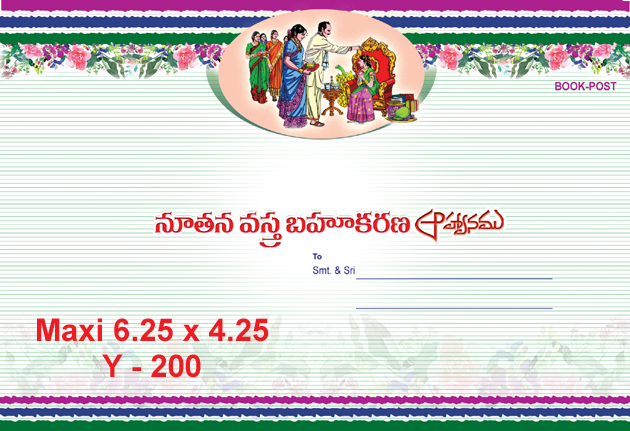 BOOK-POST
నూతన వస్త్ర బహూకరణ ఆహ్వానము
To
Smt. & Sri
Maxi 6.25 x 4.25
Y - 200